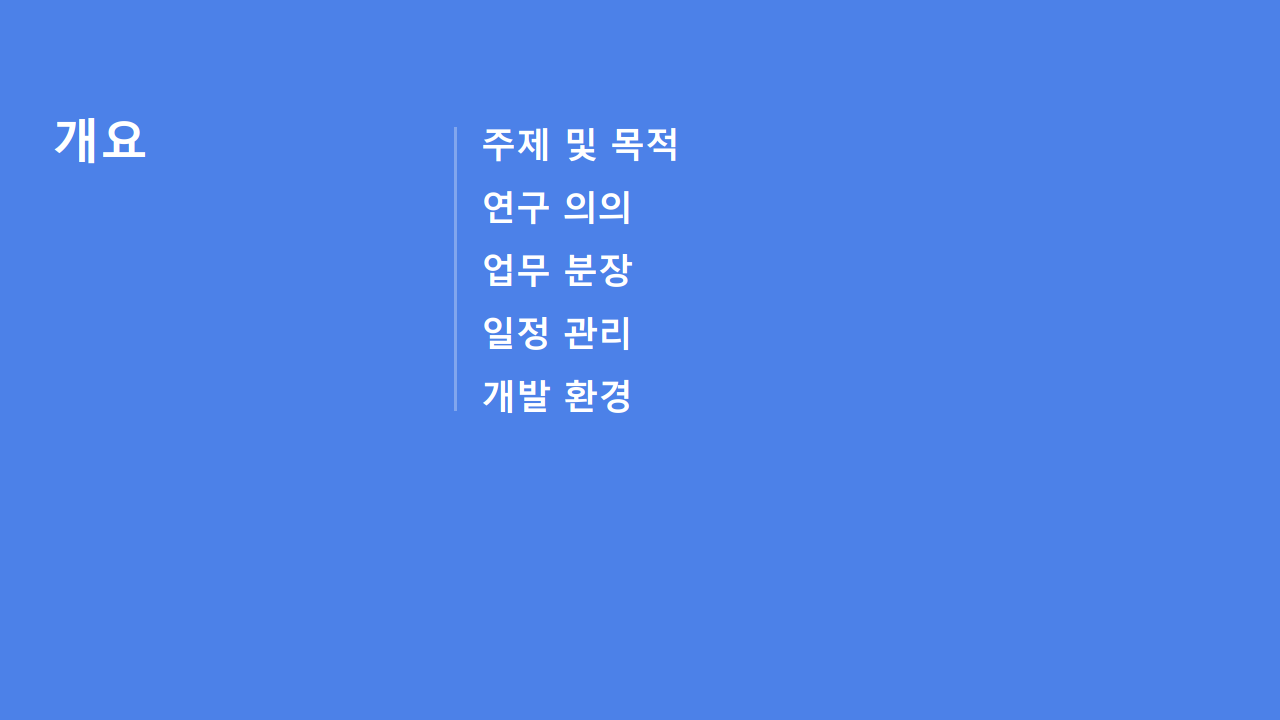 개요
주제 및 목적
연구 의의
업무 분장
일정 관리
개발 환경